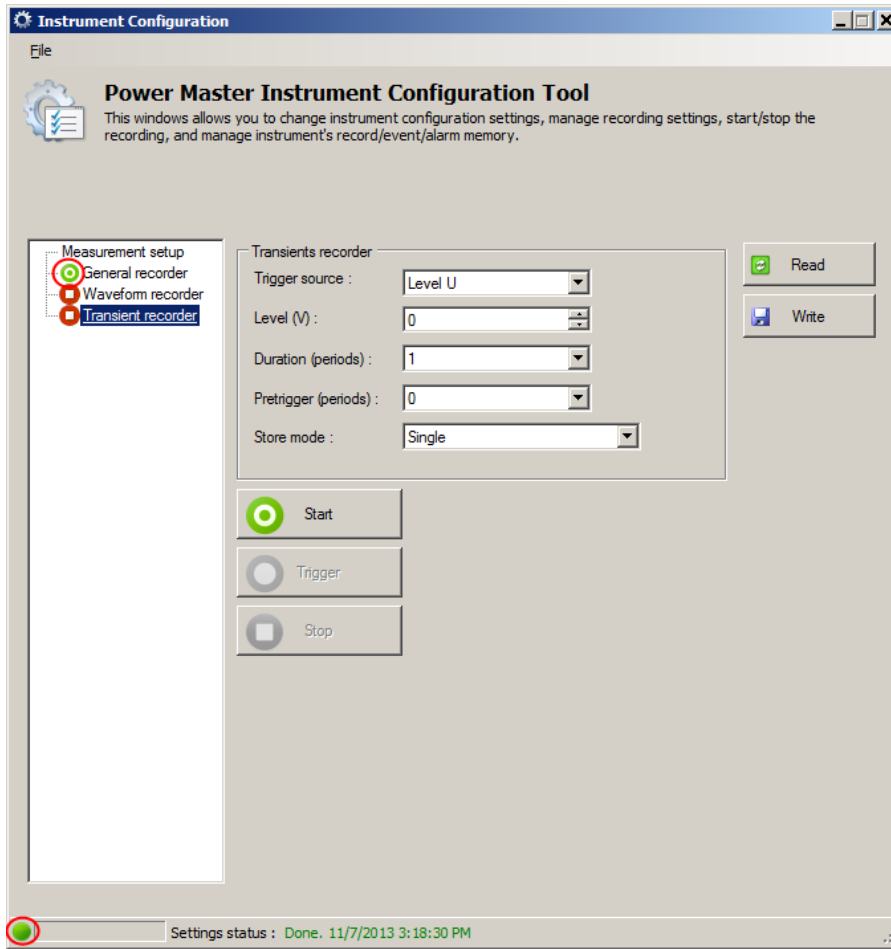 Instrument Configuration
File
Power Master Instrument Configuration Tool
This windows allows you to change instrument configuration settings, manage recording settings, start/stop the
recording, and manage instrument's record/event/alarm memory.
Measurement setup
General recorder
Waveform recorder
Transient recorder
Transients recorder
Trigger source : Level U
Level (V) : 0
Duration (periods) : 1
Pretrigger (periods) : 0
Store mode : Single
Read
Write
Start
Trigger
Stop
Settings status : Done. 11/7/2013 3:18:30 PM